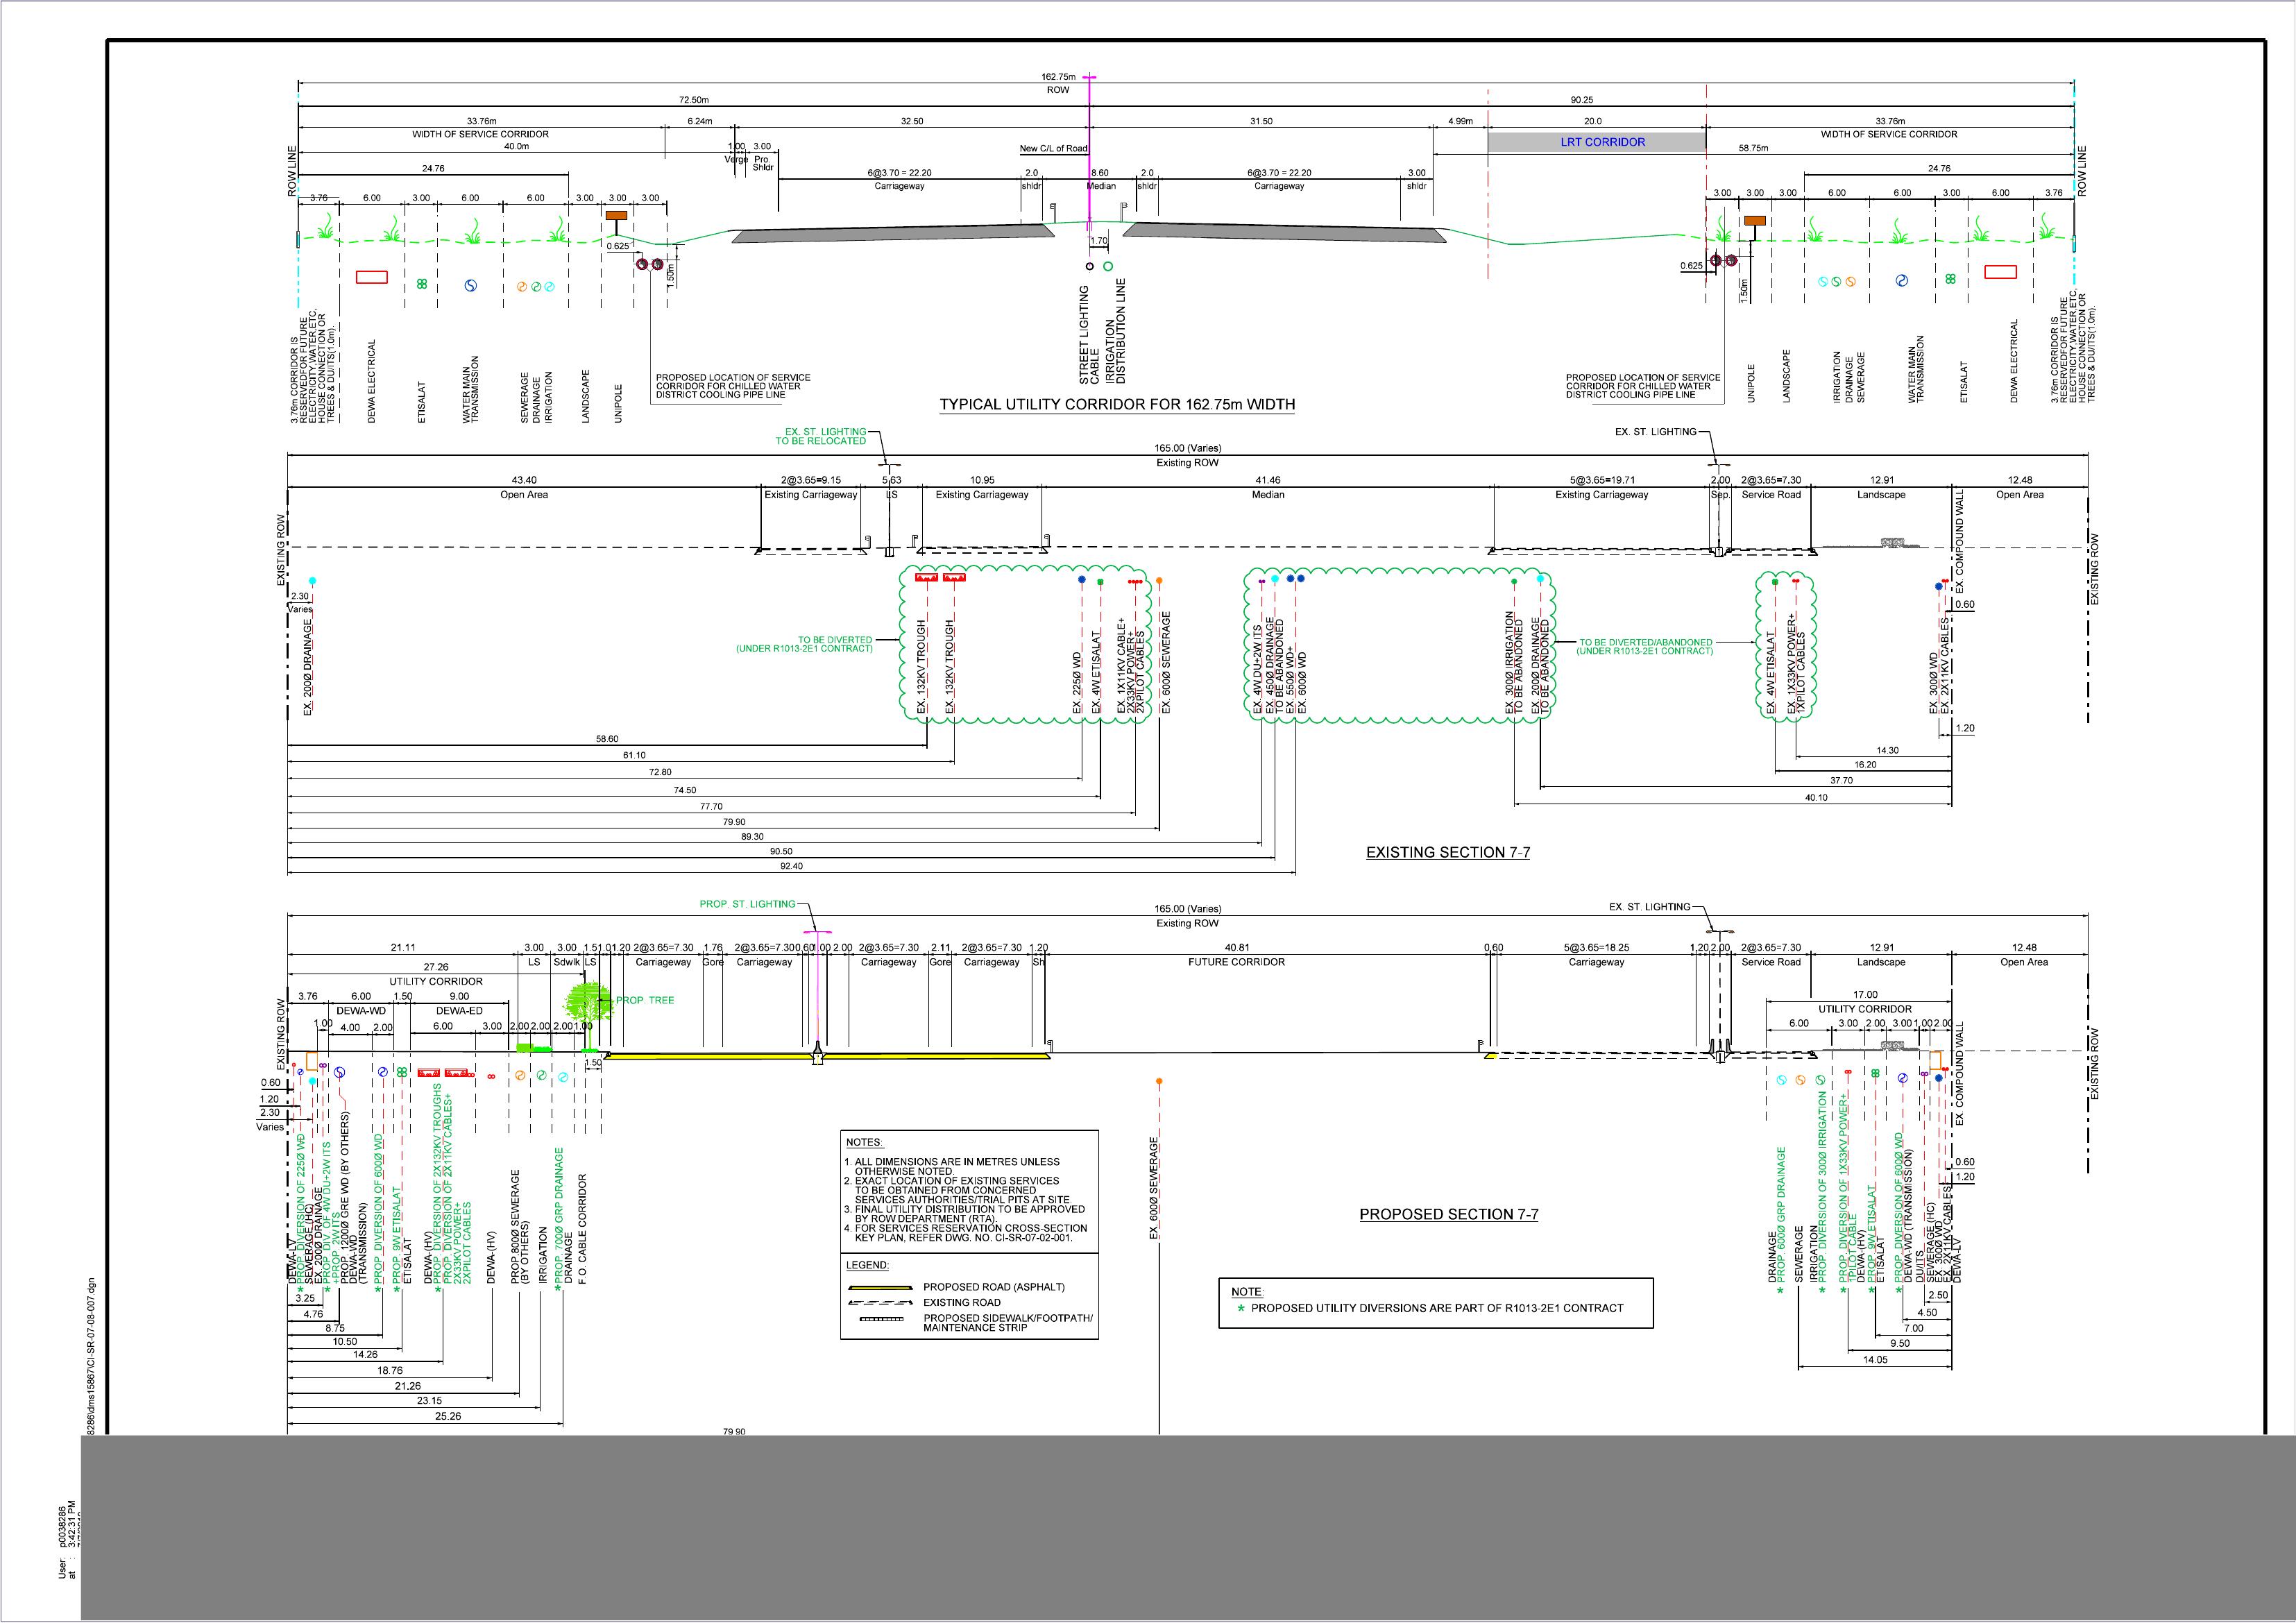 162.75m
ROW
72.50m
90.25
33.76m
WIDTH OF SERVICE CORRIDOR
6.24m
32.50
31.50
4.99m
20.0
33.76m
WIDTH OF SERVICE CORRIDOR
LRT CORRIDOR
40.0m
1.00
Verge
3.00
Pro.
Shldr
New C/L of Road
58.75m
24.76
6@3.70 = 22.20
Carriageway
2.0
shldr
8.60
Median
2.0
shldr
6@3.70 = 22.20
Carriageway
3.00
shldr
24.76
ROW LINE
3.76
6.00
3.00
6.00
6.00
3.00
3.00
3.00
3.00
3.00
3.00
6.00
6.00
3.00
6.00
3.76
ROW LINE
0.625
1.50m
1.70
0.625
1.50m
3.76m CORRIDOR IS
RESERVEDFOR FUTURE
ELECTRICITY,WATER,ETC,
HOUSE CONNECTION OR
TREES & DU/ITS(1.0m).
DEWA ELECTRICAL
ETISALAT
WATER MAIN
TRANSMISSION
SEWERAGE
DRAINAGE
IRRIGATION
LANDSCAPE
UNIPOLE
PROPOSED LOCATION OF SERVICE
CORRIDOR FOR CHILLED WATER
DISTRICT COOLING PIPE LINE
STREET LIGHTING
CABLE
IRRIGATION
DISTRIBUTION LINE
PROPOSED LOCATION OF SERVICE
CORRIDOR FOR CHILLED WATER
DISTRICT COOLING PIPE LINE
UNIPOLE
LANDSCAPE
IRRIGATION
DRAINAGE
SEWERAGE
WATER MAIN
TRANSMISSION
ETISALAT
DEWA ELECTRICAL
3.76m CORRIDOR IS
RESERVEDFOR FUTURE
ELECTRICITY,WATER,ETC,
HOUSE CONNECTION OR
TREES & DU/ITS(1.0m).
TYPICAL UTILITY CORRIDOR FOR 162.75m WIDTH
EX. ST. LIGHTING
TO BE RELOCATED
EX. ST. LIGHTING
165.00 (Varies)
Existing ROW
43.40
Open Area
2@3.65=9.15
Existing Carriageway
5.63
LS
10.95
Existing Carriageway
41.46
Median
5@3.65=19.71
Existing Carriageway
2.00
Sep.
2@3.65=7.30
Service Road
12.91
Landscape
12.48
Open Area
EXISTING ROW
EX. COMPOUND WALL
EXISTING ROW
2.30
Varies
EX. 200Ø DRAINAGE
TO BE DIVERTED
(UNDER R1013-2E1 CONTRACT)
EX. 132KV TROUGH
EX. 132KV TROUGH
EX. 225Ø WD
EX. 4W ETISALAT
EX. 1X11KV CABLE+
2X33KV POWER+
2XPILOT CABLES
EX. 600Ø SEWERAGE
EX. 4W DU+2W ITS
EX. 450Ø DRAINAGE
TO BE ABANDONED
EX. 550Ø WD+
EX. 600Ø WD
EX. 300Ø IRRIGATION
TO BE ABANDONED
EX. 200Ø DRAINAGE
TO BE ABANDONED
TO BE DIVERTED/ABANDONED
(UNDER R1013-2E1 CONTRACT)
EX. 4W ETISALAT
EX. 1X33KV POWER+
1XPILOT CABLES
EX. 300Ø WD
EX. 2X11KV CABLES
0.60
1.20
58.60
61.10
72.80
74.50
77.70
79.90
89.30
90.50
92.40
14.30
16.20
37.70
40.10
EXISTING SECTION 7-7
PROP. ST. LIGHTING
165.00 (Varies)
Existing ROW
EX. ST. LIGHTING
21.11
3.00
LS
3.00
Sdwlk
1.5
LS
1.0
1.20
2@3.65=7.30
Carriageway
1.76
Gore
2@3.65=7.30
Carriageway
0.60
1.00
2.00
2@3.65=7.30
Carriageway
2.11
Gore
2@3.65=7.30
Carriageway
1.20
Sh
40.81
FUTURE CORRIDOR
0.60
5@3.65=18.25
Carriageway
1.20
2.00
2@3.65=7.30
Service Road
12.91
Landscape
12.48
Open Area
27.26
UTILITY CORRIDOR
3.76
6.00
DEWA-WD
1.50
9.00
DEWA-ED
1.00
4.00
2.00
6.00
3.00
2.00
2.00
2.00
1.00
PROP. TREE
17.00
UTILITY CORRIDOR
6.00
3.00
2.00
3.00
1.00
2.00
EXISTING ROW
EX. COMPOUND WALL
EXISTING ROW
1.50
0.60
1.20
2.30
Varies
DEWA-LV
* PROP. DIVERSION OF 225Ø WD
SEWERAGE (HC)
EX. 200Ø DRAINAGE
* PROP. DIV. OF 4W DU+2W ITS
+PROP. 2W ITS
PROP. 1200Ø GRE WD (BY OTHERS)
DEWA-WD
(TRANSMISSION)
* PROP. DIVERSION OF 600Ø WD
* PROP. 9W ETISALAT
ETISALAT
DEWA-(HV)
* PROP. DIVERSION OF 2X132KV TROUGHS
PROP. DIVERSION OF 2X11KV CABLES+
2X33KV POWER+
2XPILOT CABLES
DEWA-(HV)
PROP. 800Ø SEWERAGE
(BY OTHERS)
IRRIGATION
* PROP. 700Ø GRP DRAINAGE
DRAINAGE
F.O. CABLE CORRIDOR
3.25
4.76
8.75
10.50
14.26
18.76
21.26
23.15
25.26
79.90
NOTES:
1. ALL DIMENSIONS ARE IN METRES UNLESS
OTHERWISE NOTED.
2. EXACT LOCATION OF EXISTING SERVICES
TO BE OBTAINED FROM CONCERNED
SERVICES AUTHORITIES/TRIAL PITS AT SITE.
3. FINAL UTILITY DISTRIBUTION TO BE APPROVED
BY ROW DEPARTMENT (RTA).
4. FOR SERVICES RESERVATION CROSS-SECTION
KEY PLAN, REFER DWG. NO. CI-SR-07-02-001.
LEGEND:
PROPOSED ROAD (ASPHALT)
EXISTING ROAD
PROPOSED SIDEWALK/FOOTPATH/
MAINTENANCE STRIP
EX. 600Ø SEWERAGE
PROPOSED SECTION 7-7
NOTE:
* PROPOSED UTILITY DIVERSIONS ARE PART OF R1013-2E1 CONTRACT
DRAINAGE
* PROP. 600Ø GRP DRAINAGE
SEWERAGE
IRRIGATION
* PROP. DIVERSION OF 300Ø IRRIGATION
* PROP. DIVERSION OF 1X33KV POWER+
1PILOT CABLE
DEWA-(HV)
* PROP. 9W ETISALAT
ETISALAT
* PROP. DIVERSION OF 600Ø WD
DEWA-WD (TRANSMISSION)
DU/ITS
SEWERAGE (HC)
EX. 300Ø WD
EX. 2X11KV CABLES
DEWA-LV
0.60
1.20
2.50
4.50
7.00
9.50
14.05
8286\dms15867\CI-SR-07-08-007.dgn
User: p0038286
at : 3:42:31 PM